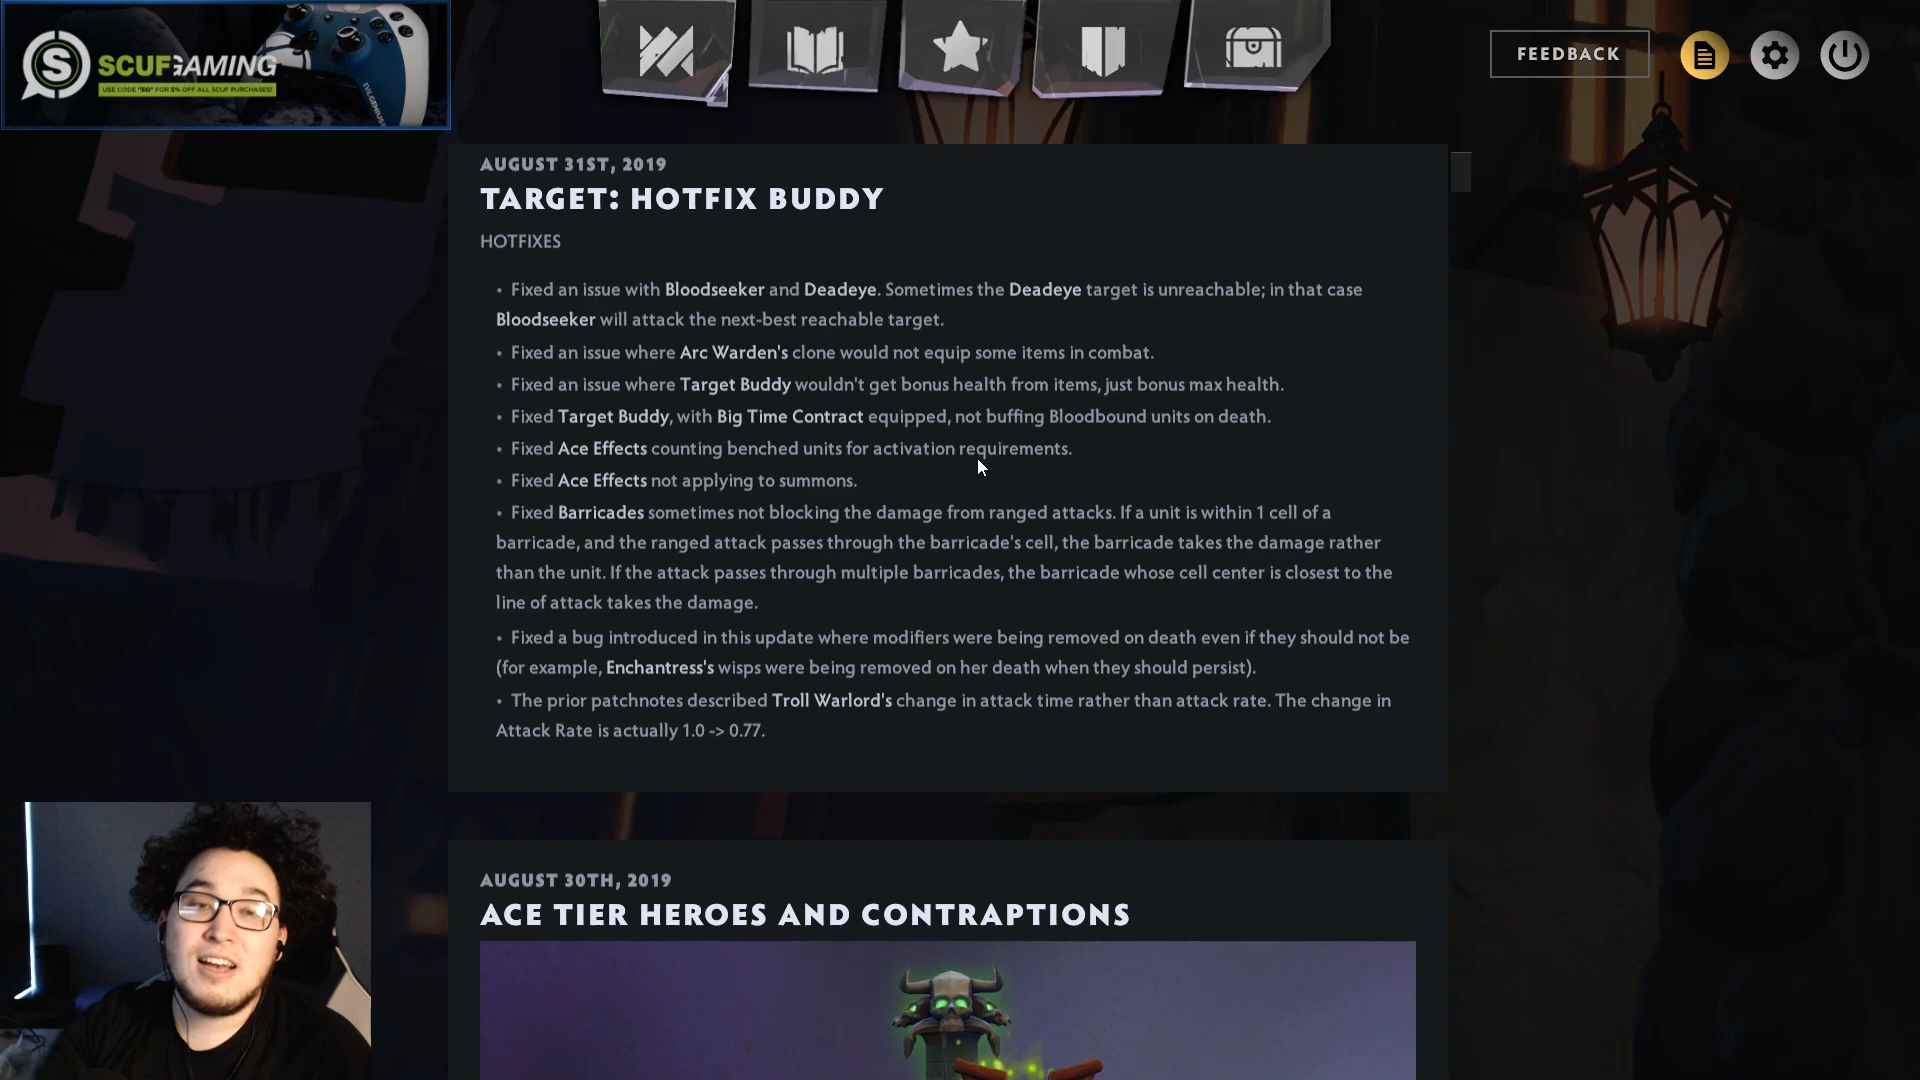 SCUFGAMING
USE CODE "EG" FOR 5% OFF ALL SCUF PURCHASES!
FEEDBACK
AUGUST 31ST, 2019
TARGET: HOTFIX BUDDY
HOTFIXES
• Fixed an issue with Bloodseeker and Deadeye. Sometimes the Deadeye target is unreachable; in that case
Bloodseeker will attack the next-best reachable target.
• Fixed an issue where Arc Warden's clone would not equip some items in combat.
• Fixed an issue where Target Buddy wouldn't get bonus health from items, just bonus max health.
• Fixed Target Buddy, with Big Time Contract equipped, not buffing Bloodbound units on death.
• Fixed Ace Effects counting benched units for activation requirements.
• Fixed Ace Effects not applying to summons.
• Fixed Barricades sometimes not blocking the damage from ranged attacks. If a unit is within 1 cell of a
barricade, and the ranged attack passes through the barricade's cell, the barricade takes the damage rather
than the unit. If the attack passes through multiple barricades, the barricade whose cell center is closest to the
line of attack takes the damage.
• Fixed a bug introduced in this update where modifiers were being removed on death even if they should not be
(for example, Enchantress's wisps were being removed on her death when they should persist).
• The prior patchnotes described Troll Warlord's change in attack time rather than attack rate. The change in
Attack Rate is actually 1.0 -> 0.77.
AUGUST 30TH, 2019
ACE TIER HEROES AND CONTRAPTIONS